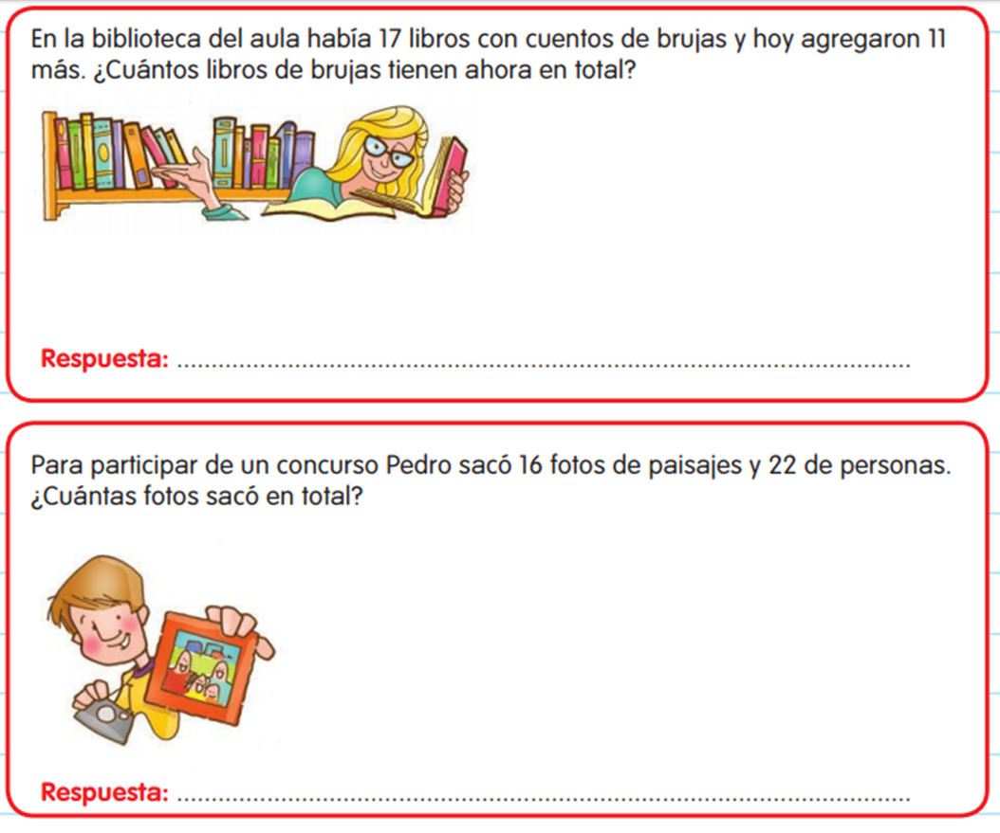 En la biblioteca del aula había 17 libros con cuentos de brujas y hoy agregaron 11
más. ¿Cuántos libros de brujas tienen ahora en total?
Respuesta: ..........................................................................................................
Para participar de un concurso Pedro sacó 16 fotos de paisajes y 22 de personas.
¿Cuántas fotos sacó en total?
Respuesta: ..........................................................................................................